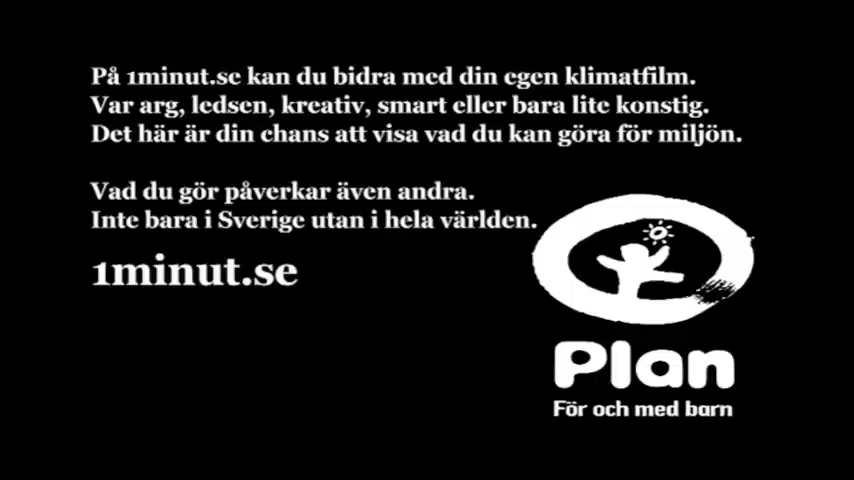 På 1minut.se kan du bidra med din egen klimatfilm.
Var arg, ledsen, kreativ, smart eller bara lite konstig.
Det här är din chans att visa vad du kan göra för miljön.
Vad du gör påverkar även andra.
Inte bara i Sverige utan i hela världen.
1minut.se
Plan
För och med barn